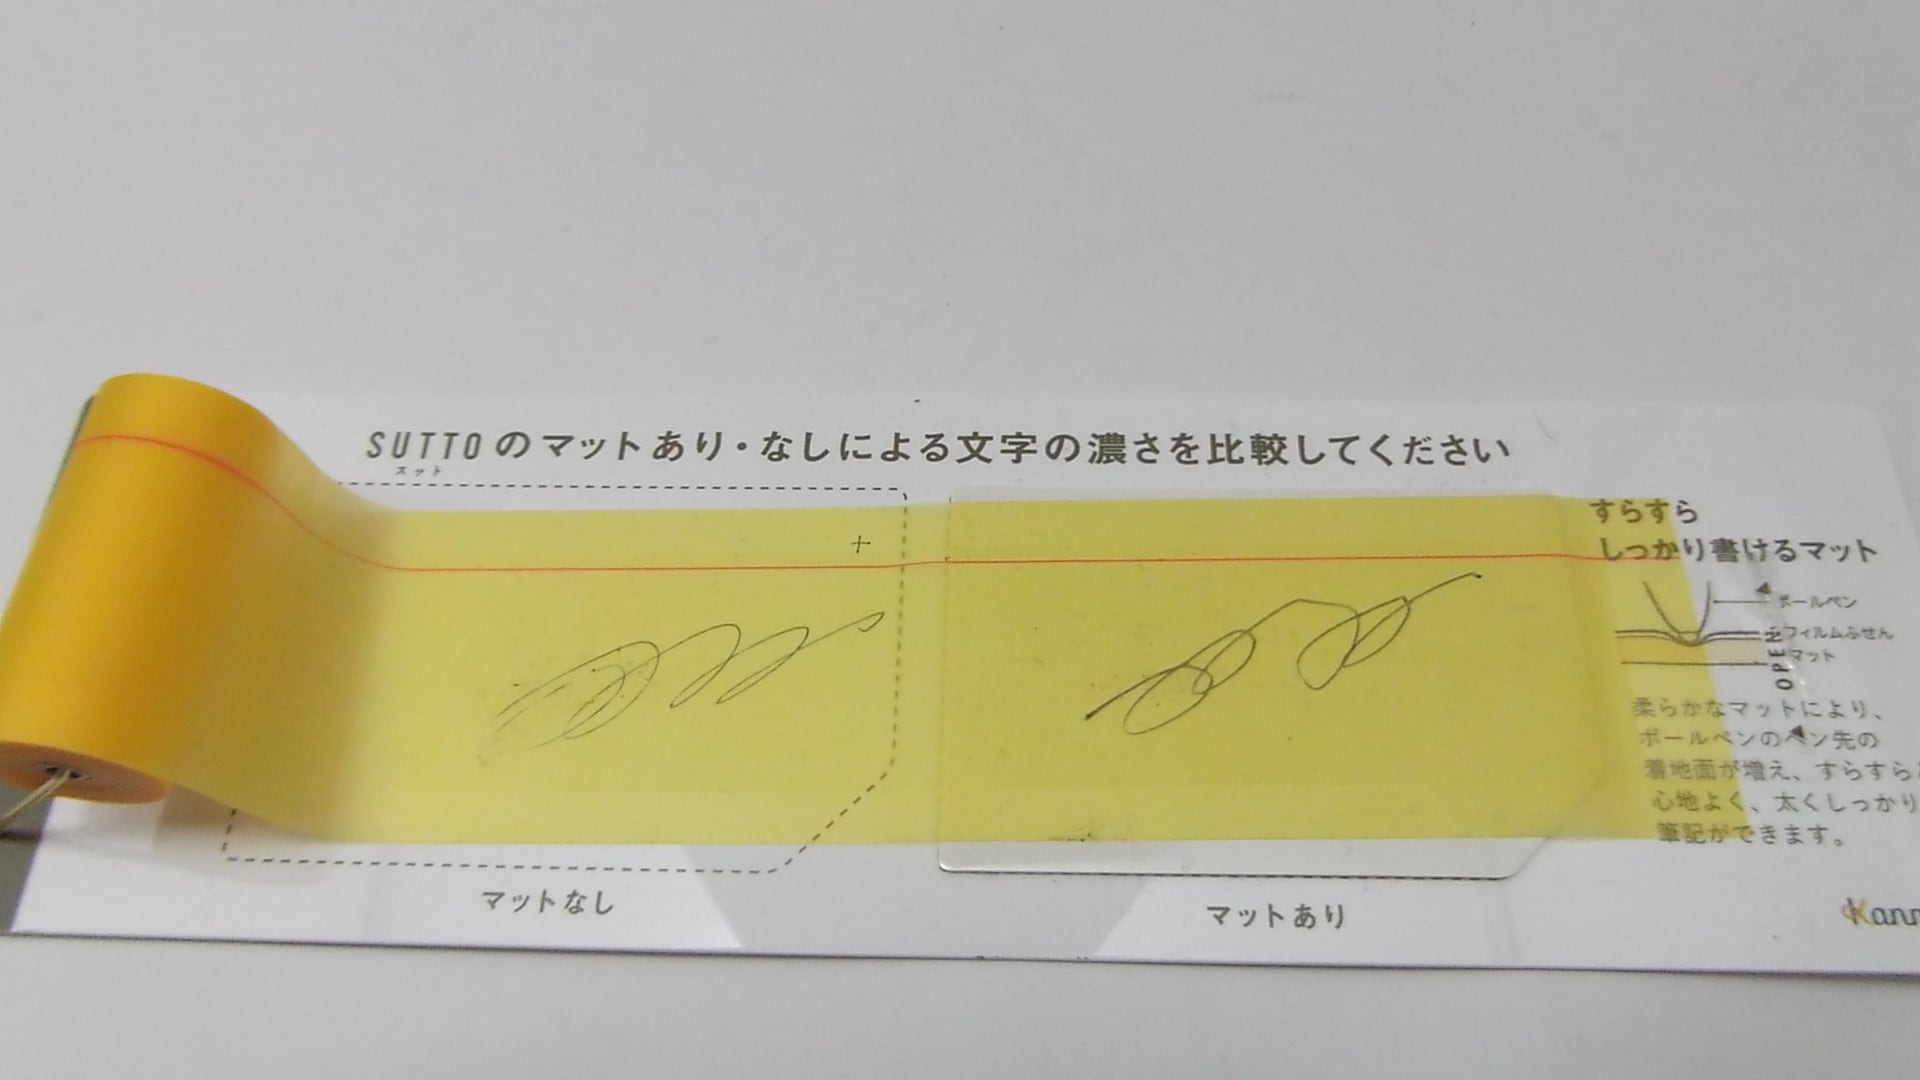 SUTTOのマットあり・なしによる文字の濃さを比較してください
スット
すらすら
しっかり書けるマット
ボールペン
フィルムふせん
マット
OPEN
柔らかなマットにより、
ボールペンのペン先の
着地面が増え、すらすら
心地よく、太くしっかり
筆記ができます。
マットなし
マットあり